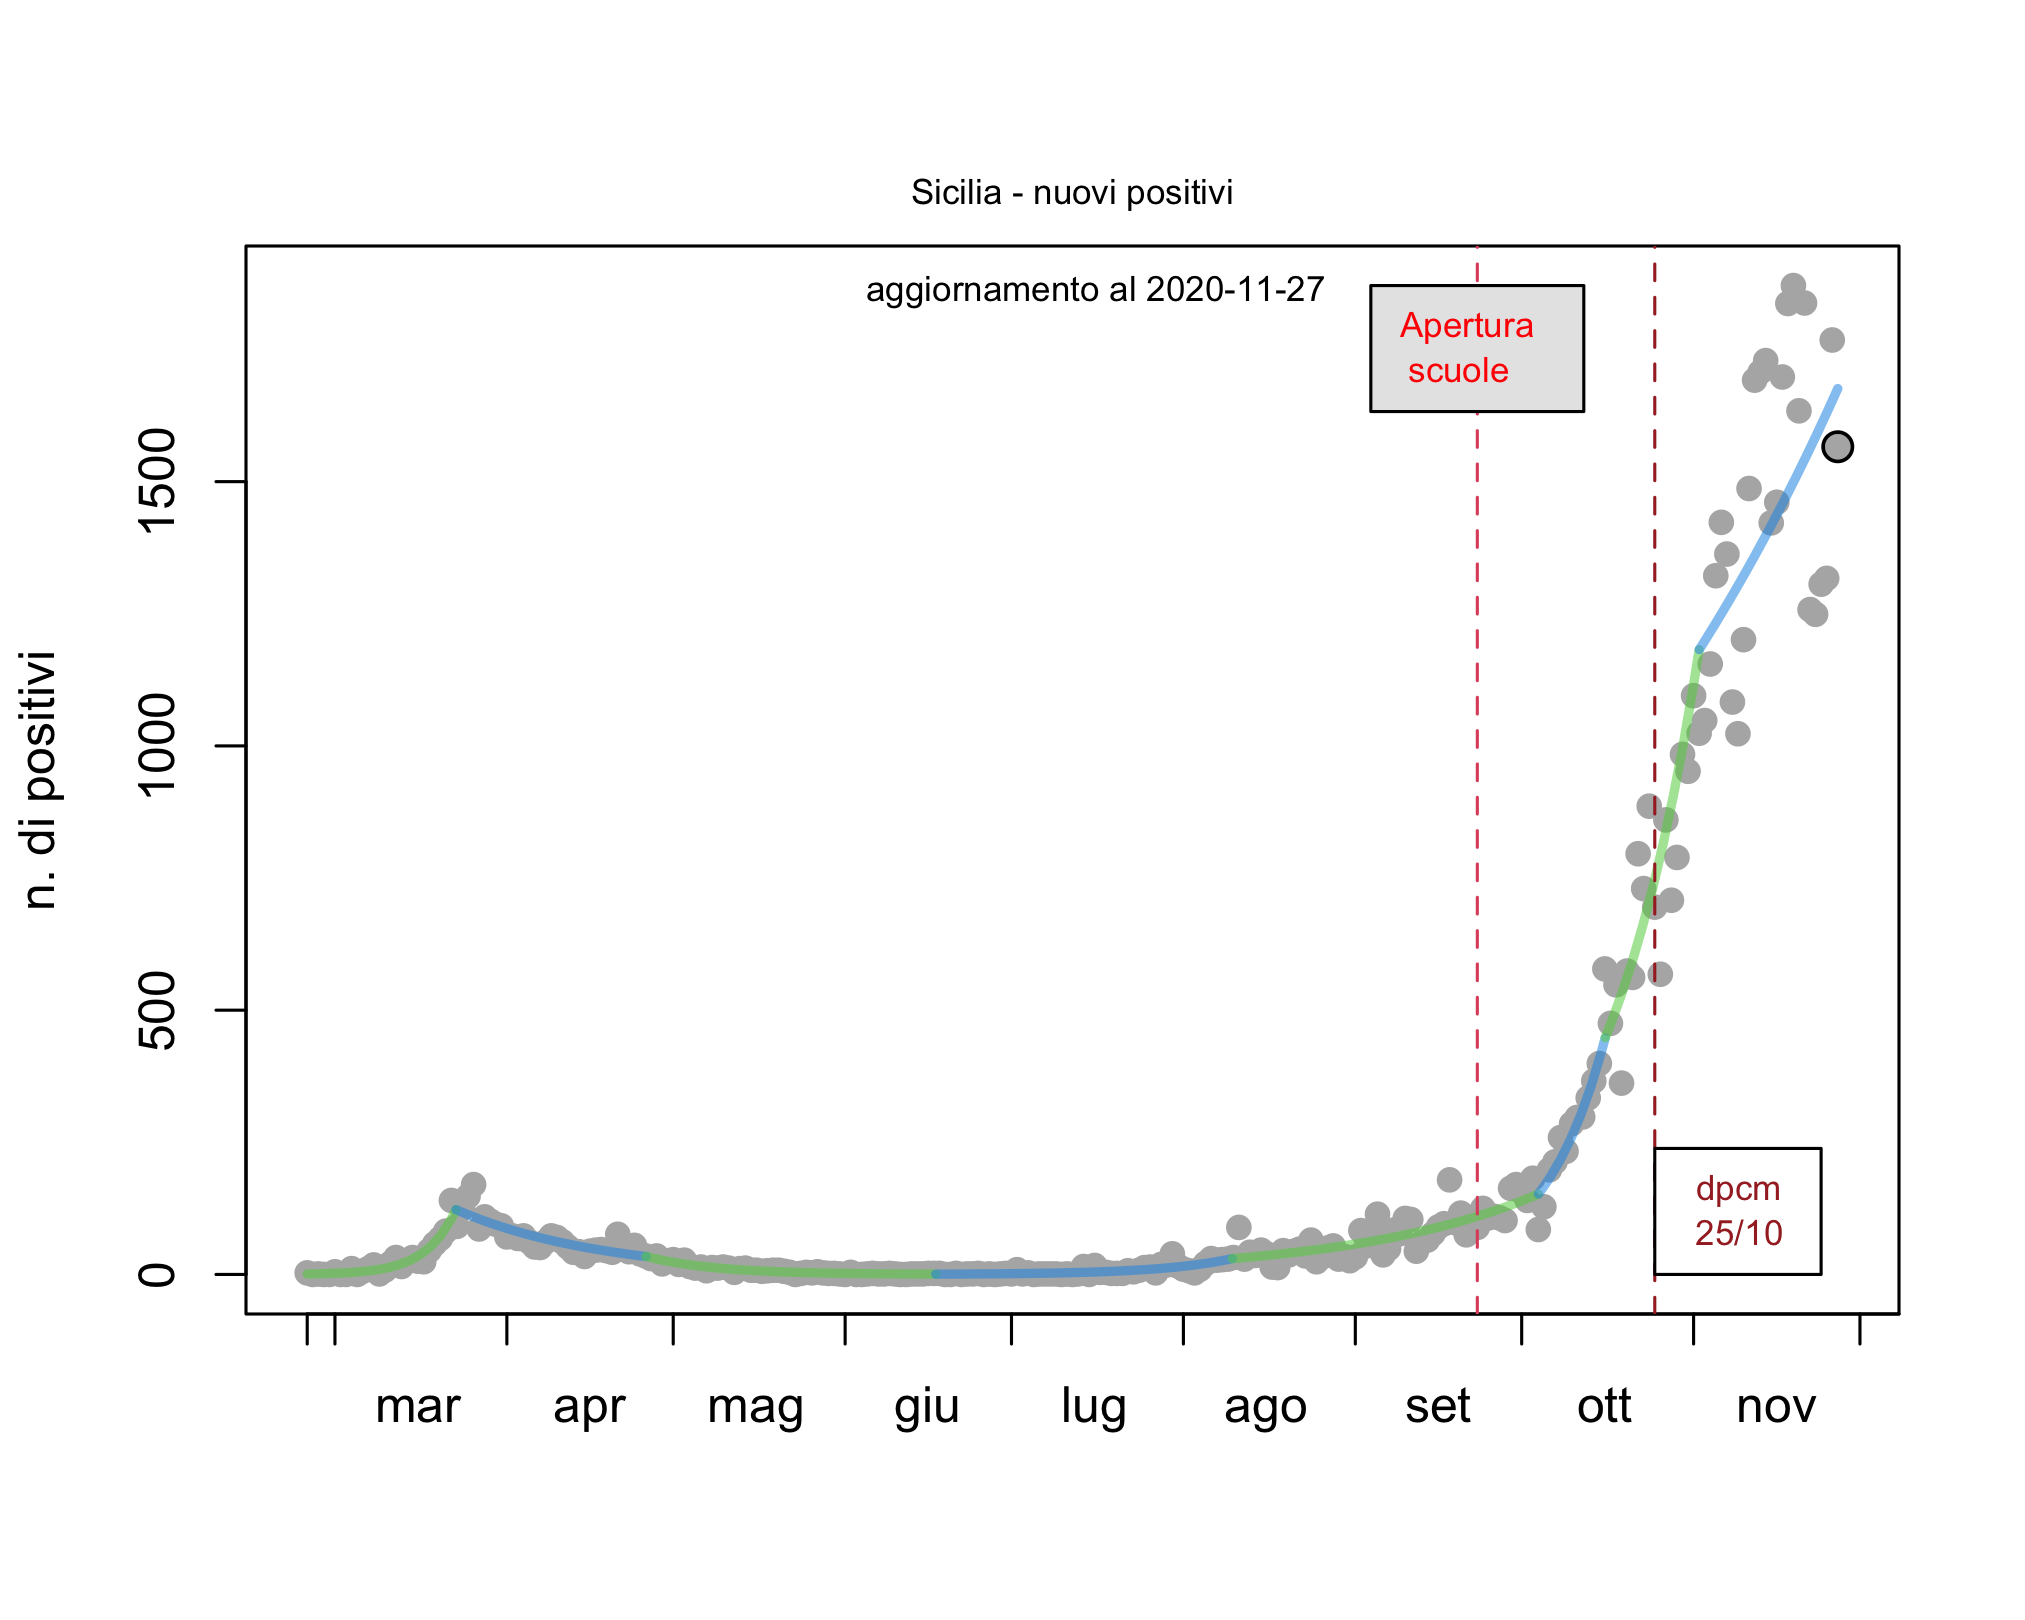 Sicilia - nuovi positivi
aggiornamento al 2020-11-27
Apertura
scuole
n. di positivi
1500
1000
500
0
dpcm
25/10
mar apr mag giu lug ago set ott nov